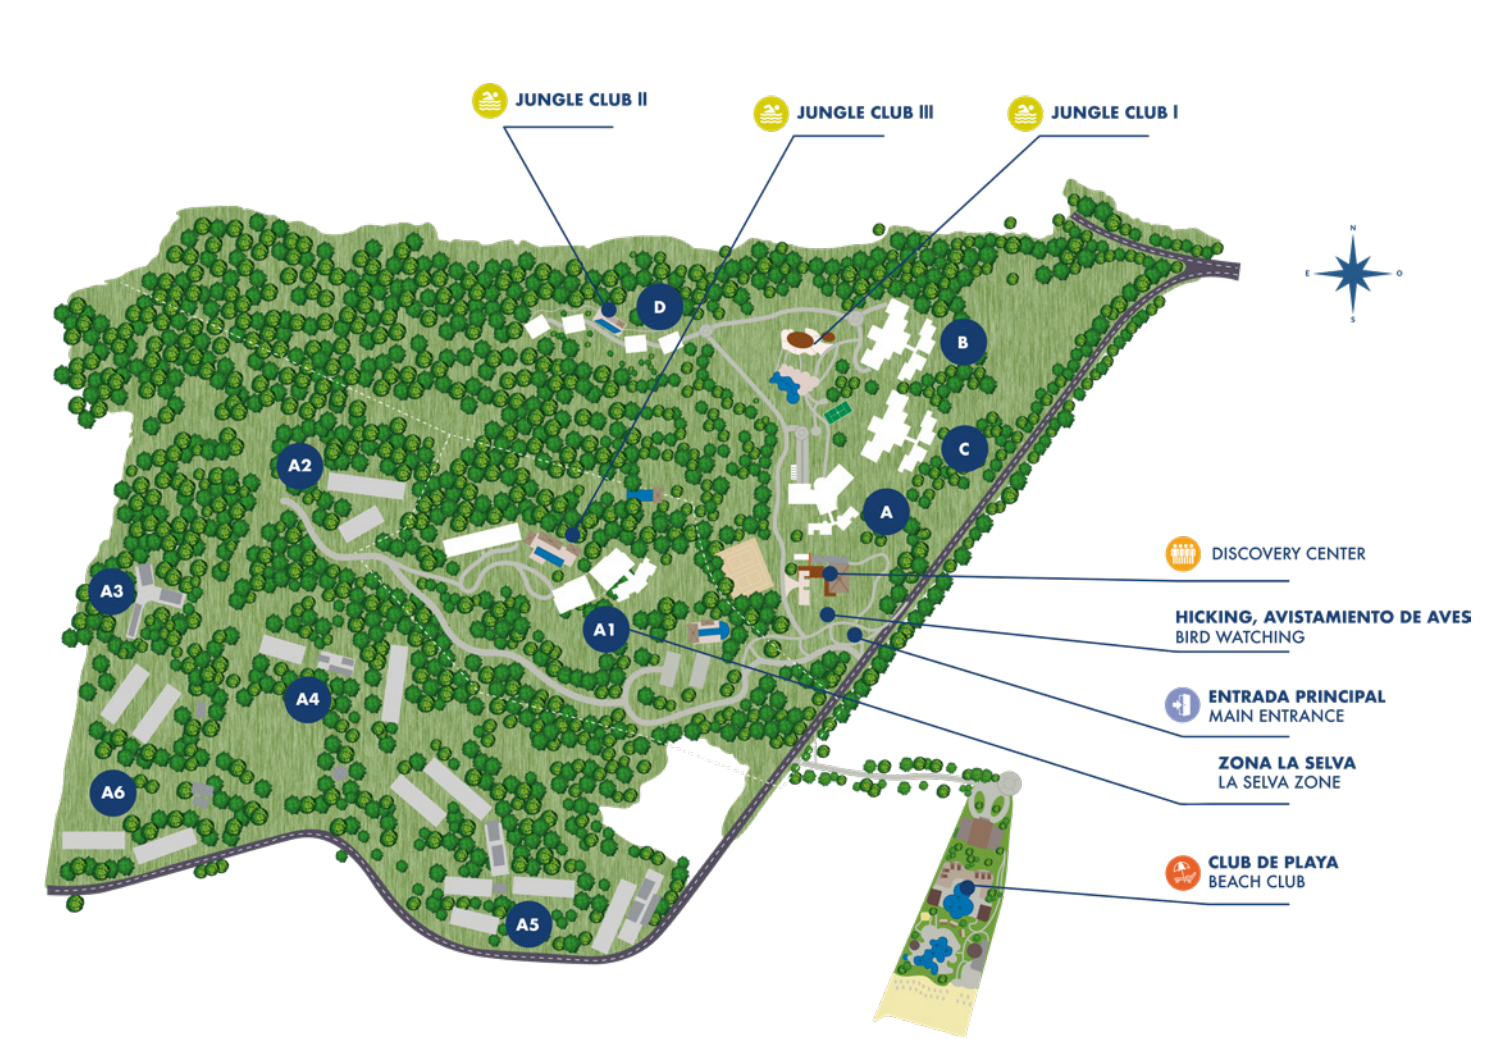 JUNGLE CLUB II
JUNGLE CLUB III
JUNGLE CLUB I
N
E
O
S
D
B
C
A
A2
A3
A1
A4
A6
A5
DISCOVERY CENTER
HICKING, AVISTAMIENTO DE AVES
BIRD WATCHING
ENTRADA PRINCIPAL
MAIN ENTRANCE
ZONA LA SELVA
LA SELVA ZONE
CLUB DE PLAYA
BEACH CLUB